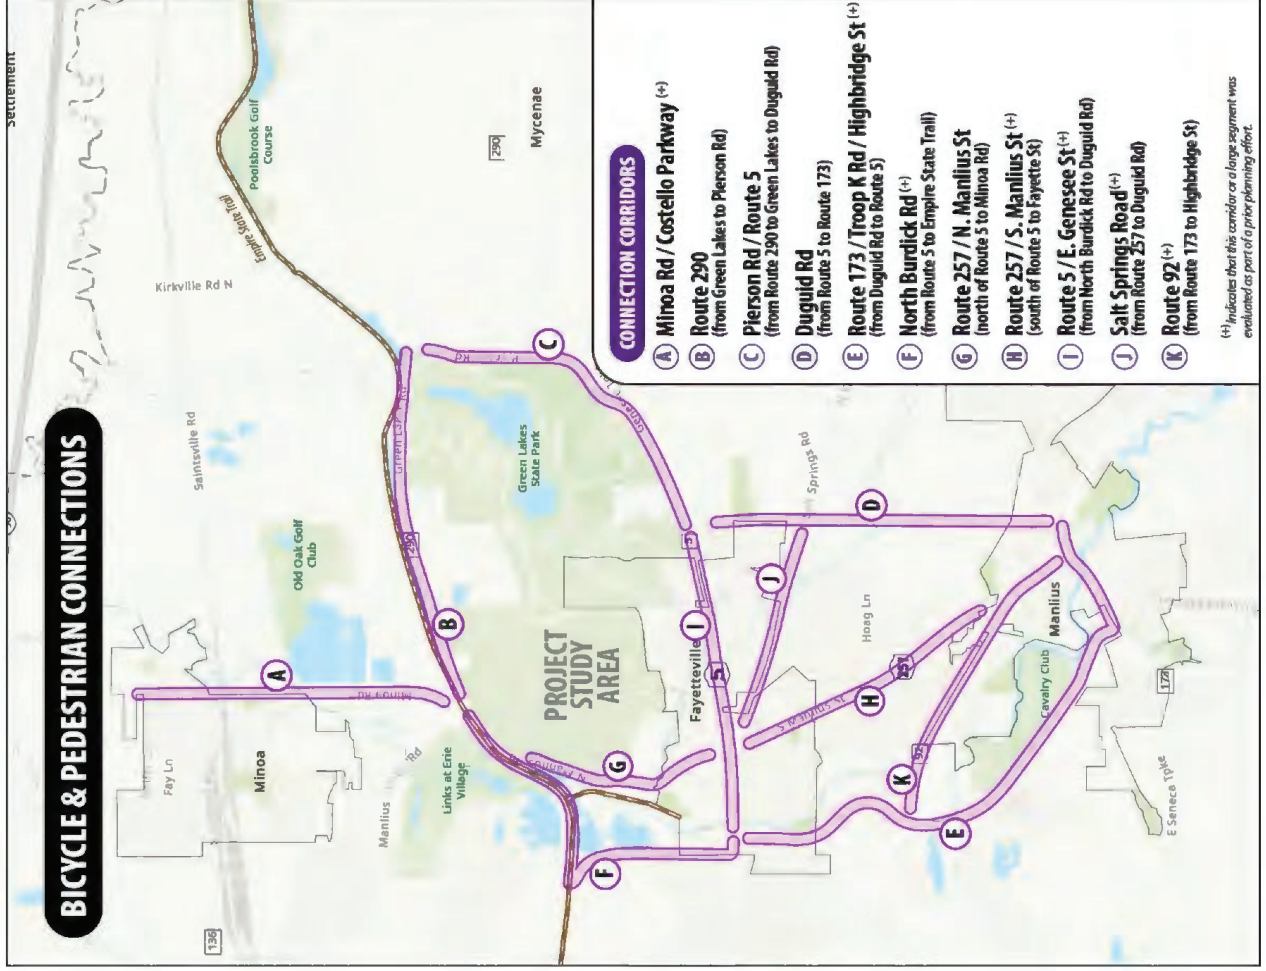 BICYCLE & PEDESTRIAN CONNECTIONS
Settlement
Poolsbrook Golf
Course
Empire State Trail
Kirkville Rd N
290
Mycenae
Saintsville Rd
Old Oak Golf
Club
Green Lakes
State Park
136
Fay Ln
Minoa
Minoa Rd
Manlius
Rd
Links at Erie
Village
N Manlius
PROJECT
STUDY
AREA
290
5
Fayetteville
5
Springs Rd
Hoag Ln
257
92
Manlius
Cavalry Club
173
E Seneca Tpke
A
B
C
D
E
F
G
H
I
J
K
CONNECTION CORRIDORS
A Minoa Rd / Costello Parkway (+)
B Route 290
(from Green Lakes to Pierson Rd)
C Pierson Rd / Route 5
(from Route 290 to Green Lakes to Duguid Rd)
D Duguid Rd
(from Route 5 to Route 173)
E Route 173 / Troop K Rd / Highbridge St (+)
(from Duguid Rd to Route 5)
F North Burdick Rd (+)
(from Route 5 to Empire State Trail)
G Route 257 / N. Manlius St
(north of Route 5 to Minoa Rd)
H Route 257 / S. Manlius St (+)
(south of Route 5 to Fayette St)
I Route 5 / E. Genesee St (+)
(from North Burdick Rd to Duguid Rd)
J Salt Springs Road (+)
(from Route 257 to Duguid Rd)
K Route 92 (+)
(from Route 173 to Highbridge St)
(+) Indicates that this corridor or a large segment was
evaluated as part of a prior planning effort.